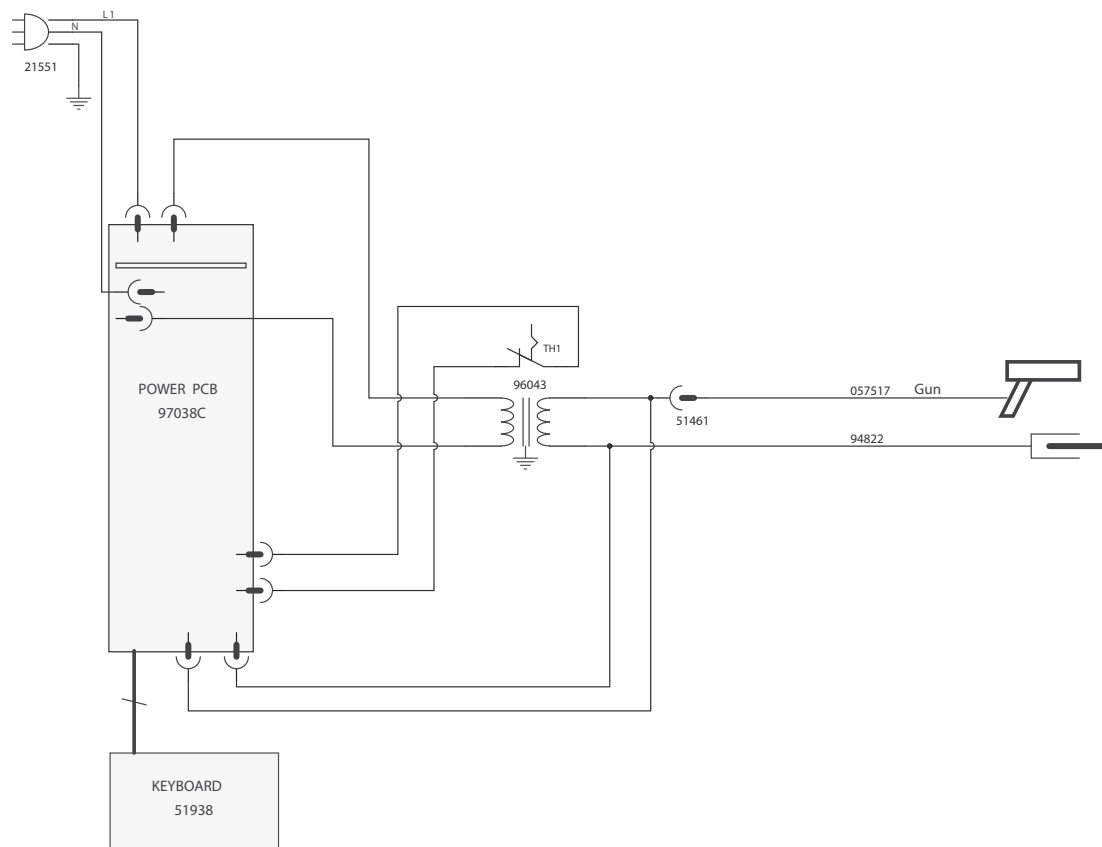 L1
N
21551
TH1
POWER PCB
97038C
96043
057517 Gun
51461
94822
KEYBOARD
51938